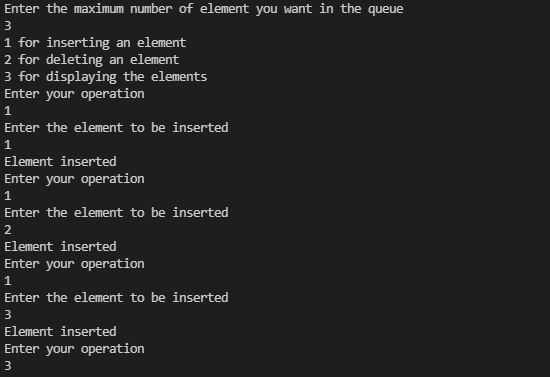 Enter the maximum number of element you want in the queue
3
1 for inserting an element
2 for deleting an element
3 for displaying the elements
Enter your operation
1
Enter the element to be inserted
1
Element inserted
Enter your operation
1
Enter the element to be inserted
2
Element inserted
Enter your operation
1
Enter the element to be inserted
3
Element inserted
Enter your operation
3